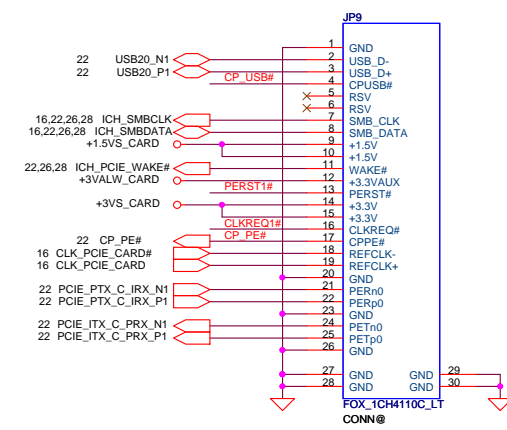 JP9
1 GND
22 USB20_N1 2 USB_D-
22 USB20_P1 3 USB_D+
CP_USB# 4 CPUSB#
5 RSV
6 RSV
16,22,26,28 ICH_SMBCLK 7 SMB_CLK
16,22,26,28 ICH_SMBDATA 8 SMB_DATA
+1.5VS_CARD 9 +1.5V
10 +1.5V
22,26,28 ICH_PCIE_WAKE# 11 WAKE#
+3VALW_CARD 12 +3.3VAUX
PERST1# 13 PERST#
+3VS_CARD 14 +3.3V
15 +3.3V
CLKREQ1# 16 CLKREQ#
22 CP_PE# CP_PE# 17 CPPE#
16 CLK_PCIE_CARD# 18 REFCLK-
16 CLK_PCIE_CARD 19 REFCLK+
20 GND
22 PCIE_PTX_C_IRX_N1 21 PERn0
22 PCIE_PTX_C_IRX_P1 22 PERp0
23 GND
22 PCIE_ITX_C_PRX_N1 24 PETn0
22 PCIE_ITX_C_PRX_P1 25 PETp0
26 GND
27 GND GND 29
28 GND GND 30
FOX_1CH4110C_LT
CONN@